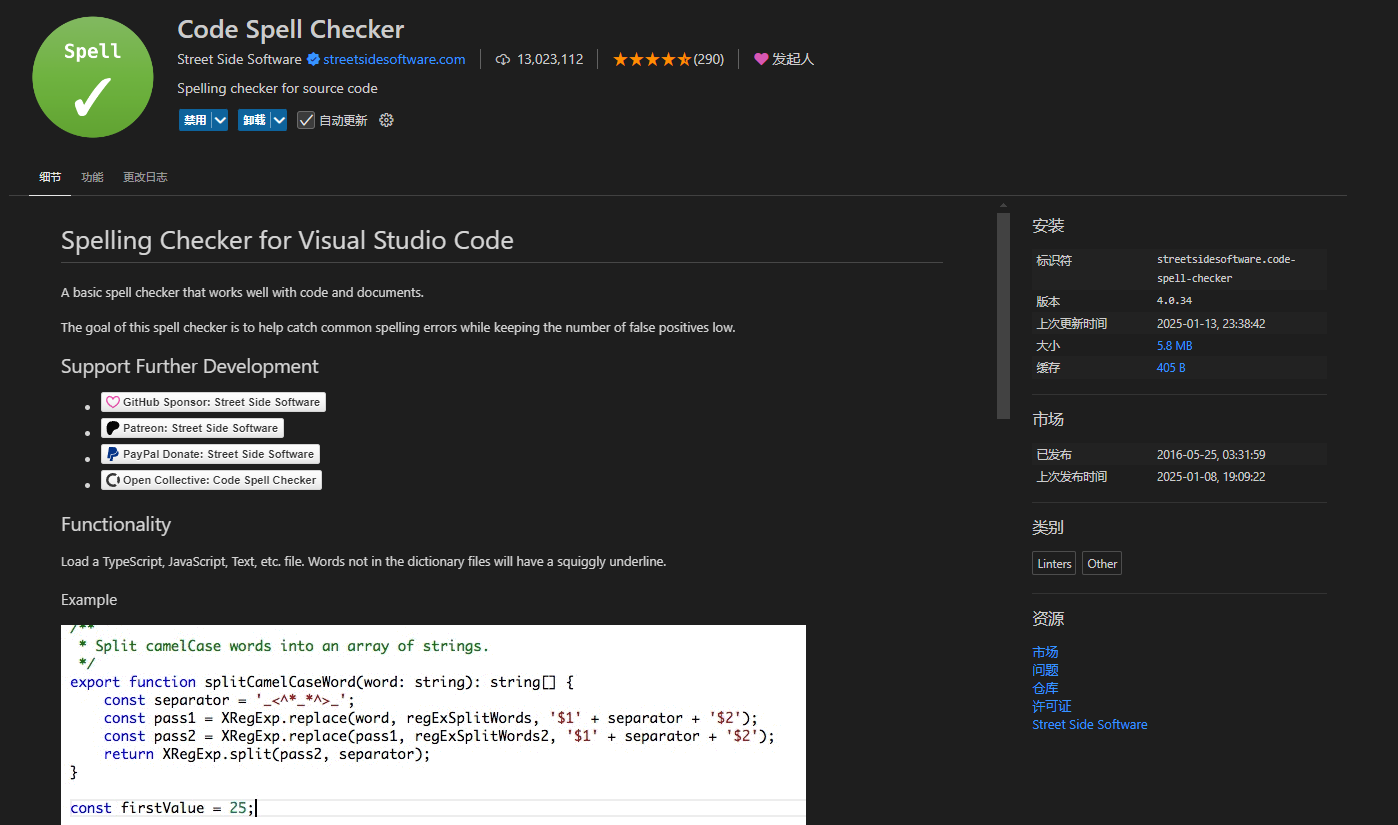 Spell
Code Spell Checker
Street Side Software streetsidesoftware.com 13,023,112 (290) 发起人
Spelling checker for source code
禁用 卸载 自动更新
细节 功能 更改日志
Spelling Checker for Visual Studio Code
A basic spell checker that works well with code and documents.
The goal of this spell checker is to help catch common spelling errors while keeping the number of false positives low.
Support Further Development
GitHub Sponsor: Street Side Software
Patreon: Street Side Software
PayPal Donate: Street Side Software
Open Collective: Code Spell Checker
Functionality
Load a TypeScript, JavaScript, Text, etc. file. Words not in the dictionary files will have a squiggly underline.
Example
/**
 * Split camelCase words into an array of strings.
 */
export function splitCamelCaseWord(word: string): string[] {
    const separator = '_<^*_*^>_';
    const pass1 = XRegExp.replace(word, regExSplitWords, '$1' + separator + '$2');
    const pass2 = XRegExp.replace(pass1, regExSplitWords2, '$1' + separator + '$2');
    return XRegExp.split(pass2, separator);
}
const firstValue = 25;
安装
标识符 streetsidesoftware.code-
spell-checker
版本 4.0.34
上次更新时间 2025-01-13, 23:38:42
大小 5.8 MB
缓存 405 B
市场
已发布 2016-05-25, 03:31:59
上次发布时间 2025-01-08, 19:09:22
类别
Linters Other
资源
市场
问题
仓库
许可证
Street Side Software